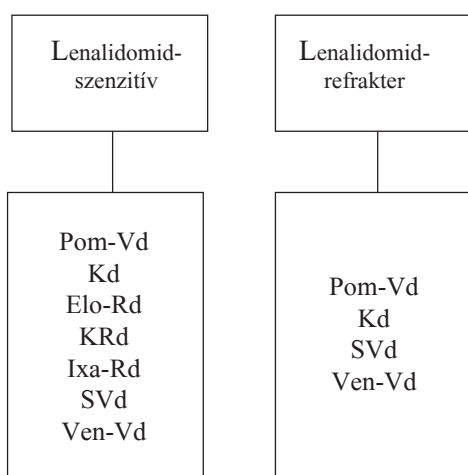 Lenalidomid-
szenzitív
Lenalidomid-
refrakter
Pom-Vd
Kd
Elo-Rd
KRd
Ixa-Rd
SVd
Ven-Vd
Pom-Vd
Kd
SVd
Ven-Vd